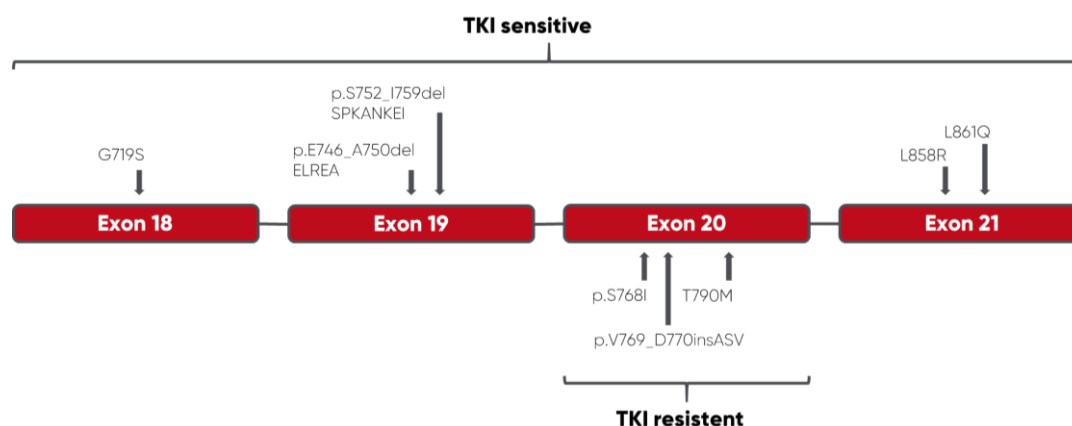 TKI sensitive
p.S752_I759del
SPKANKEI
L861Q
G719S
p.E746_A750del
ELREA
L858R
Exon 18
Exon 19
Exon 20
Exon 21
p.S768I
T790M
p.V769_D770insASV
TKI resistent